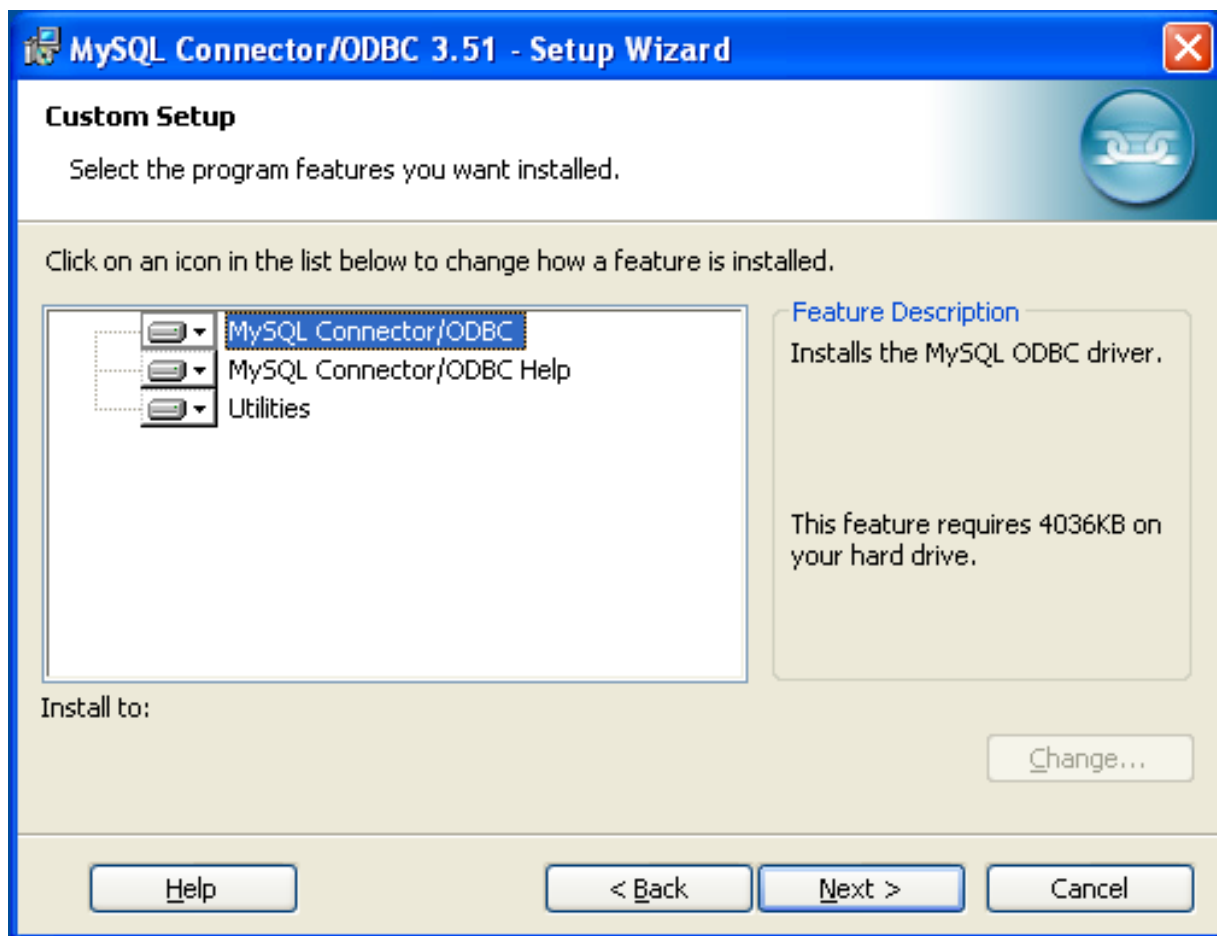 MySQL Connector/ODBC 3.51 - Setup Wizard
Custom Setup
Select the program features you want installed.
Click on an icon in the list below to change how a feature is installed.
MySQL Connector/ODBC
MySQL Connector/ODBC Help
Utilities
Feature Description
Installs the MySQL ODBC driver.
This feature requires 4036KB on
your hard drive.
Install to:
Change...
Help
< Back
Next >
Cancel